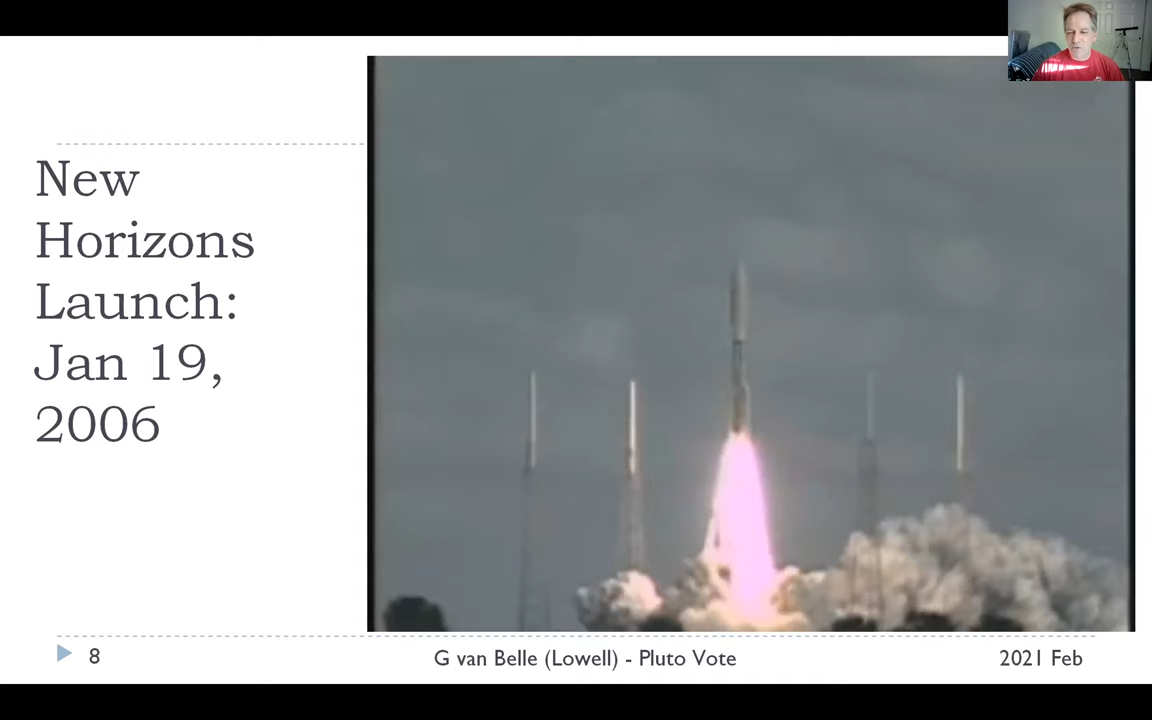 New
Horizons
Launch:
Jan 19,
2006
8
G van Belle (Lowell) - Pluto Vote
2021 Feb